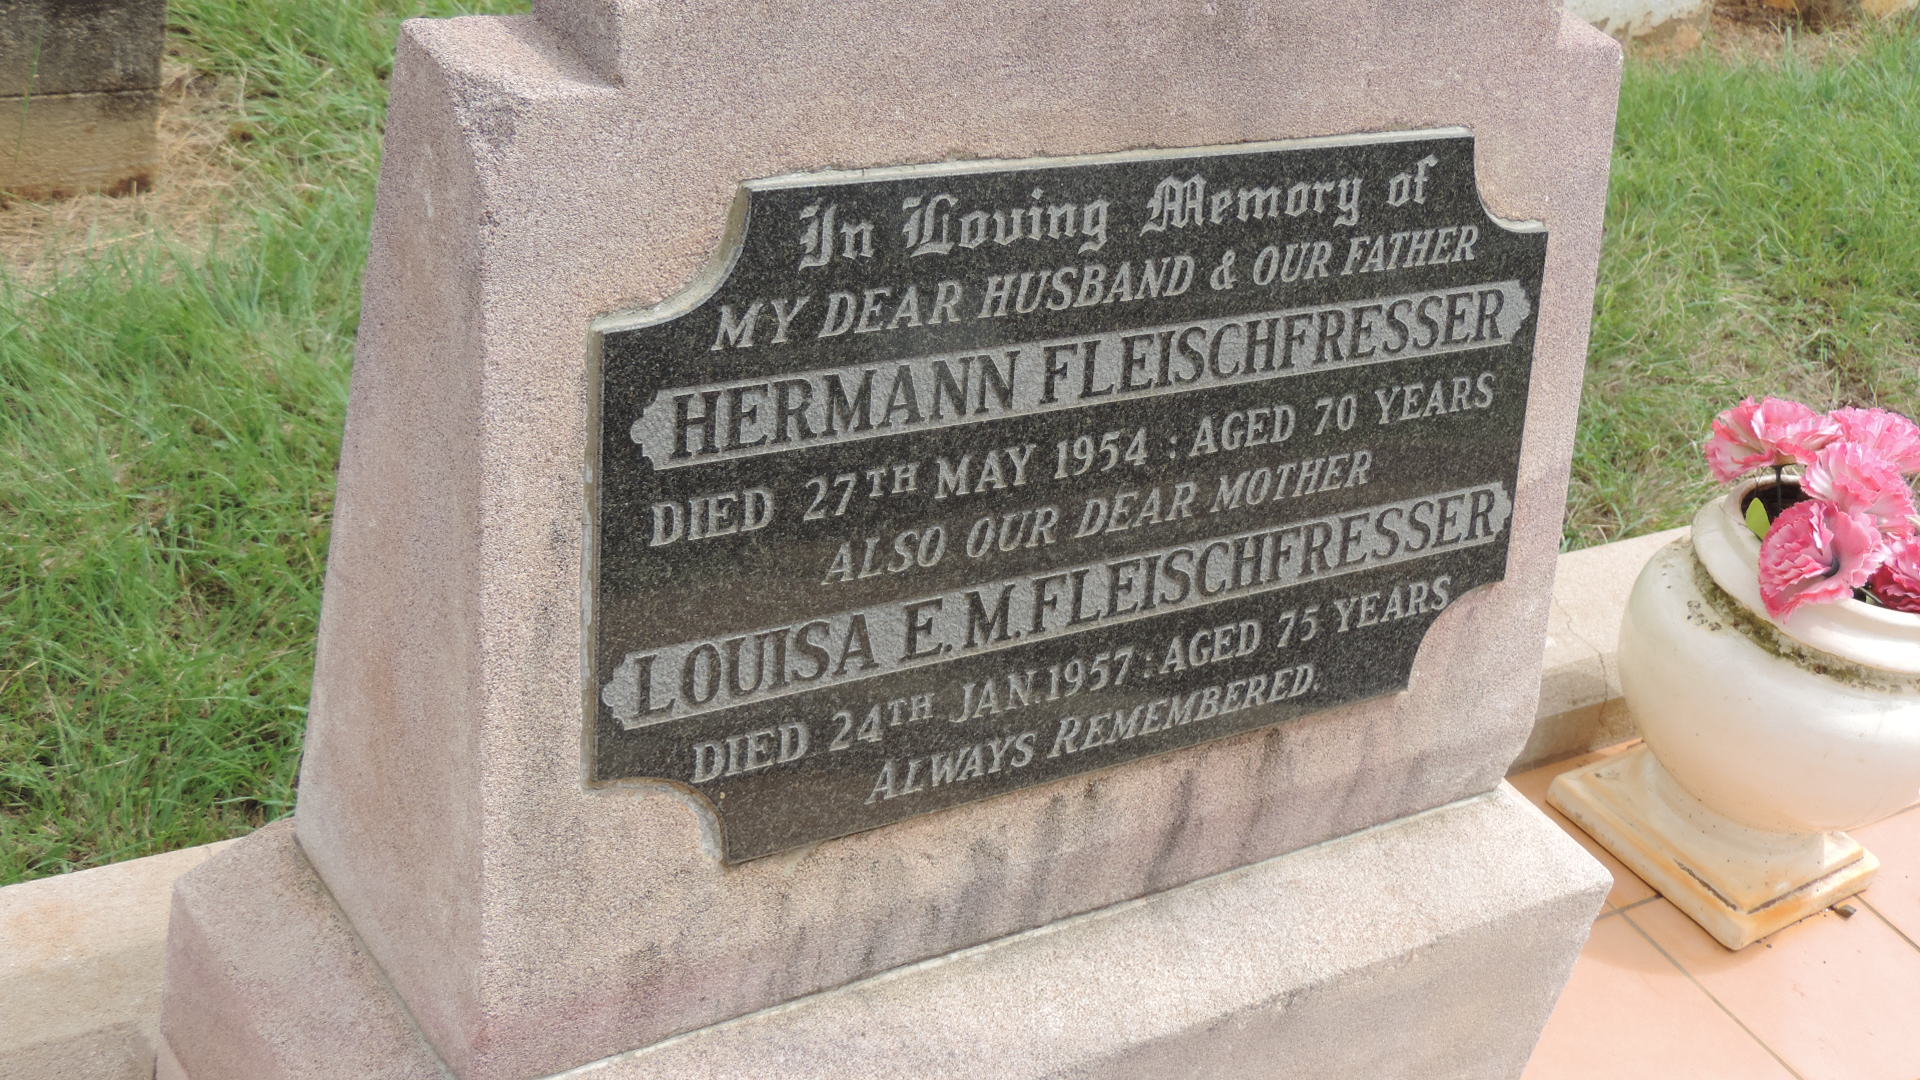 In Loving Memory of
MY DEAR HUSBAND & OUR FATHER
HERMANN FLEISCHFRESSER
DIED 27TH MAY 1954 : AGED 70 YEARS
ALSO OUR DEAR MOTHER
LOUISA E. M. FLEISCHFRESSER
DIED 24TH JAN. 1957 : AGED 75 YEARS
ALWAYS REMEMBERED.